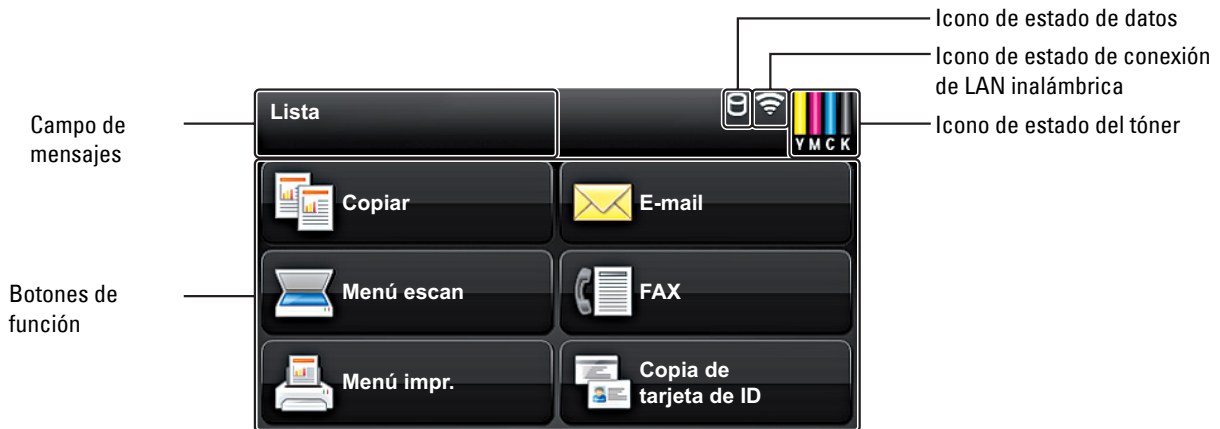 Icono de estado de datos
Icono de estado de conexión
de LAN inalámbrica
Icono de estado del tóner
Campo de
mensajes
Lista
Y M C K
Botones de
función
Copiar
E-mail
Menú escan
FAX
Menú impr.
Copia de
tarjeta de ID